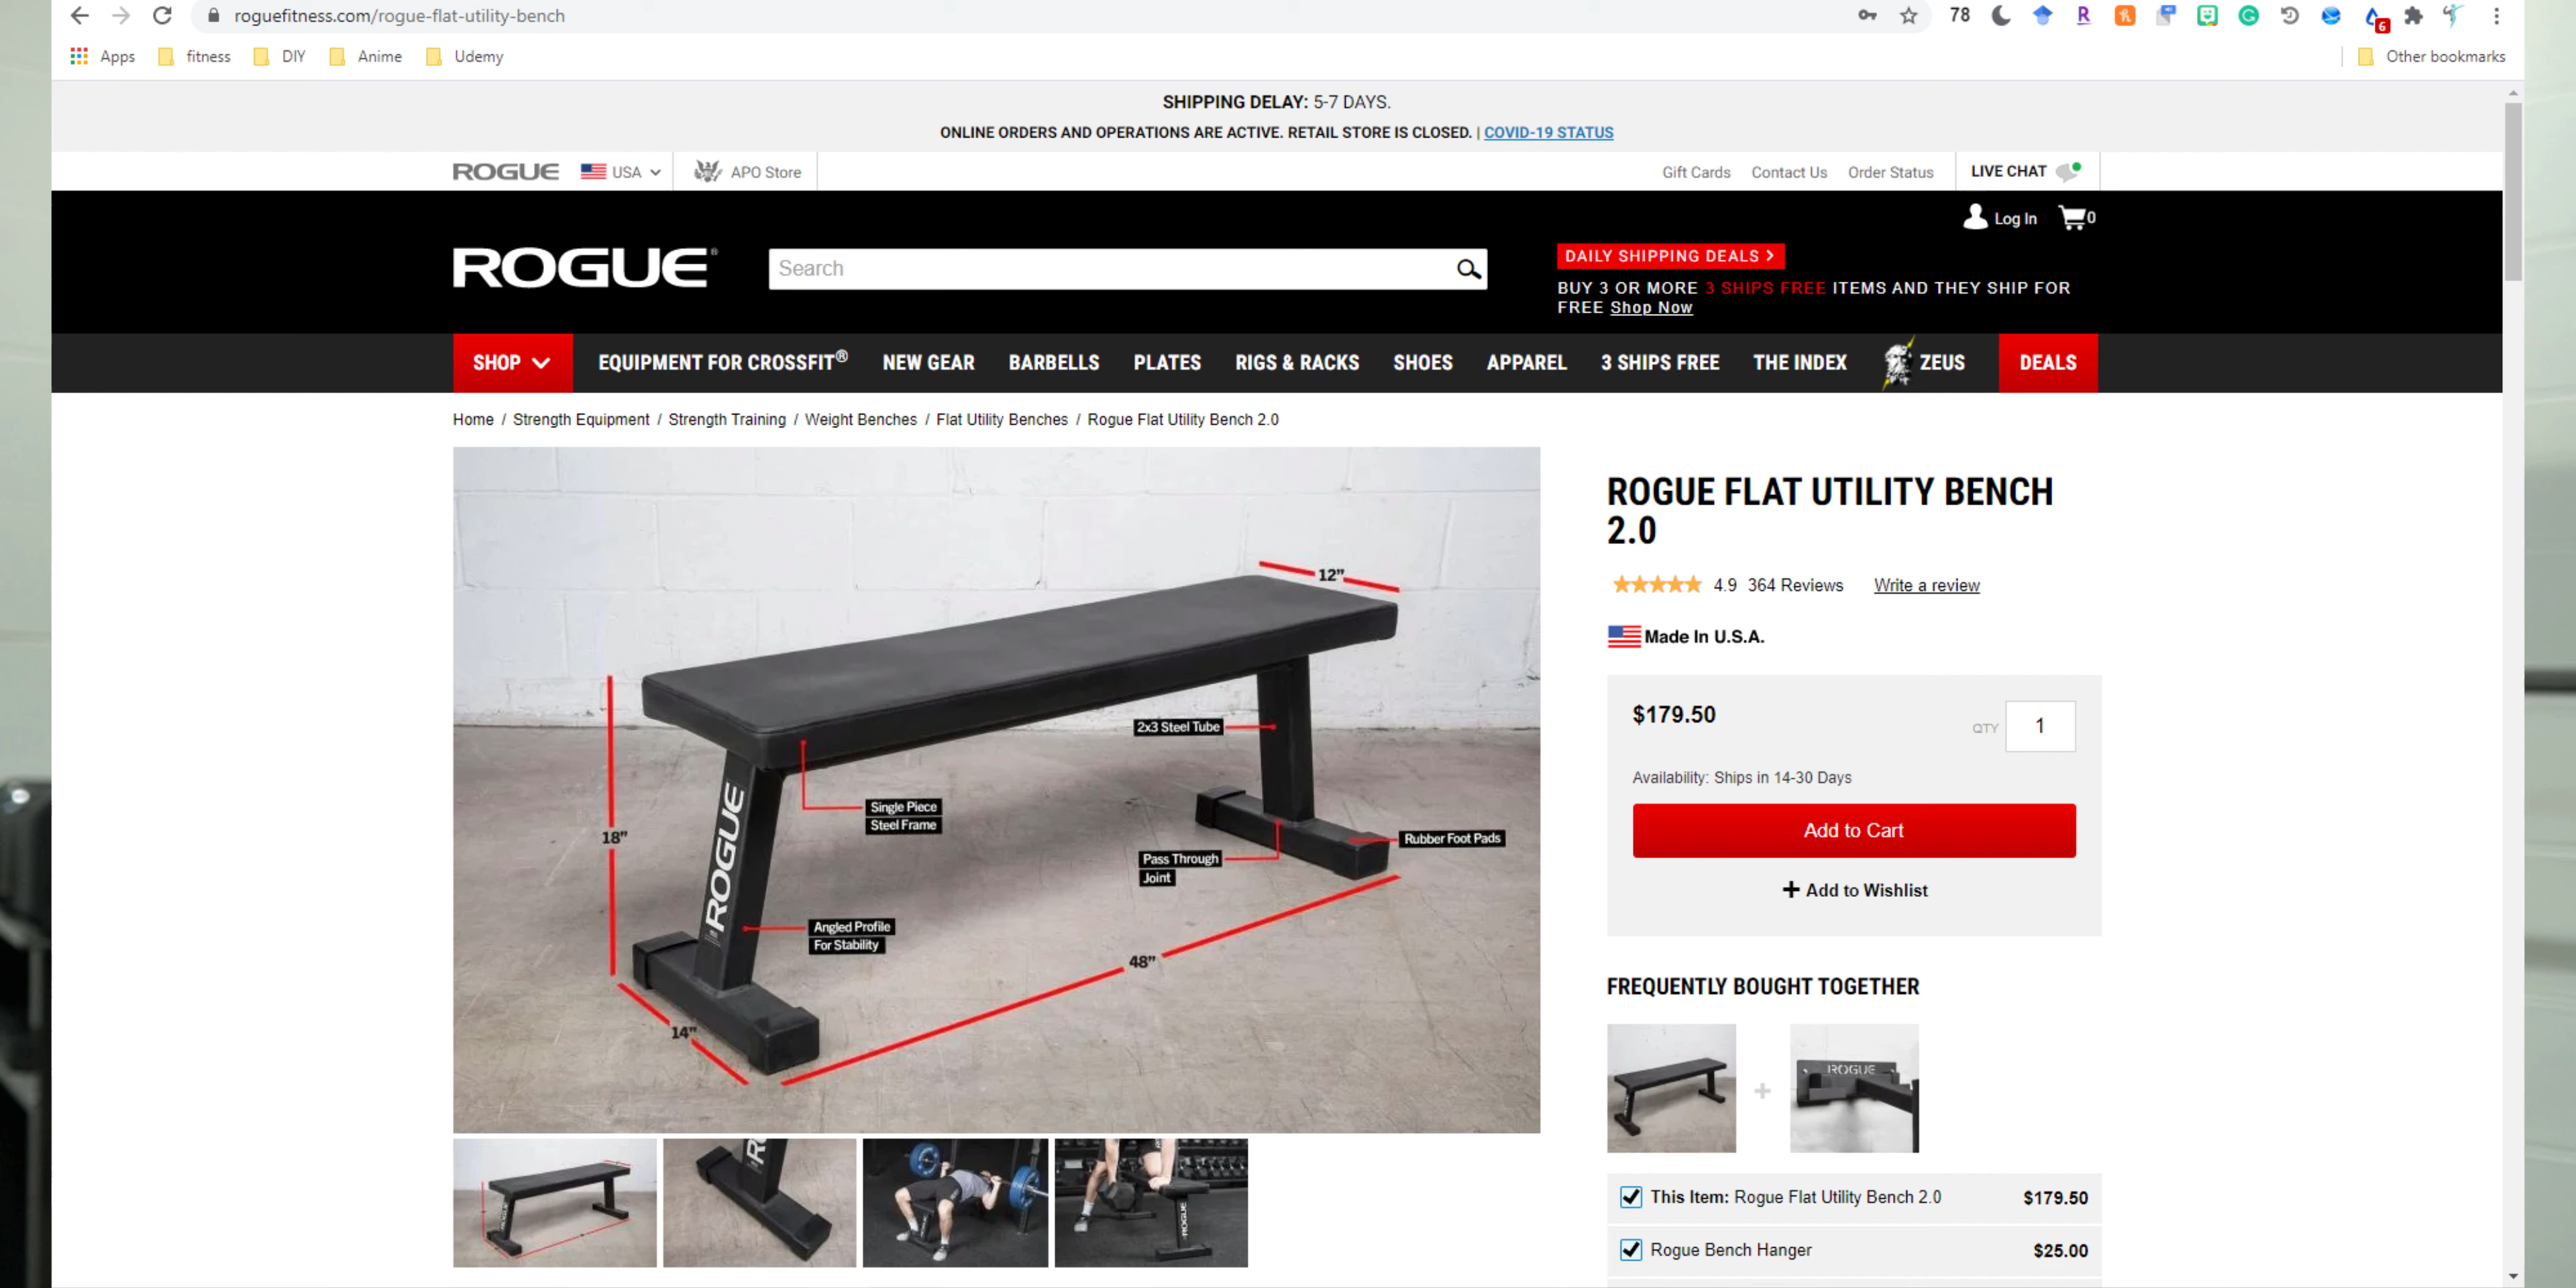 roguefitness.com/rogue-flat-utility-bench
78
6
Apps fitness DIY Anime Udemy Other bookmarks
SHIPPING DELAY: 5-7 DAYS.
ONLINE ORDERS AND OPERATIONS ARE ACTIVE. RETAIL STORE IS CLOSED. | COVID-19 STATUS
ROGUE USA APO Store Gift Cards Contact Us Order Status LIVE CHAT
Log In 0
ROGUE®
Search
DAILY SHIPPING DEALS >
BUY 3 OR MORE 3 SHIPS FREE ITEMS AND THEY SHIP FOR
FREE Shop Now
SHOP EQUIPMENT FOR CROSSFIT® NEW GEAR BARBELLS PLATES RIGS & RACKS SHOES APPAREL 3 SHIPS FREE THE INDEX ZEUS DEALS
Home / Strength Equipment / Strength Training / Weight Benches / Flat Utility Benches / Rogue Flat Utility Bench 2.0
12"
2x3 Steel Tube
Single Piece
Steel Frame
18"
Rubber Foot Pads
Pass Through
Joint
ROGUE
Angled Profile
For Stability
48"
14"
ROGUE FLAT UTILITY BENCH
2.0
4.9 364 Reviews Write a review
Made In U.S.A.
$179.50
QTY 1
Availability: Ships in 14-30 Days
Add to Cart
+ Add to Wishlist
FREQUENTLY BOUGHT TOGETHER
ROGUE
+
ROGUE
This Item: Rogue Flat Utility Bench 2.0 $179.50
Rogue Bench Hanger $25.00
ROGUE
RO
ROGUE